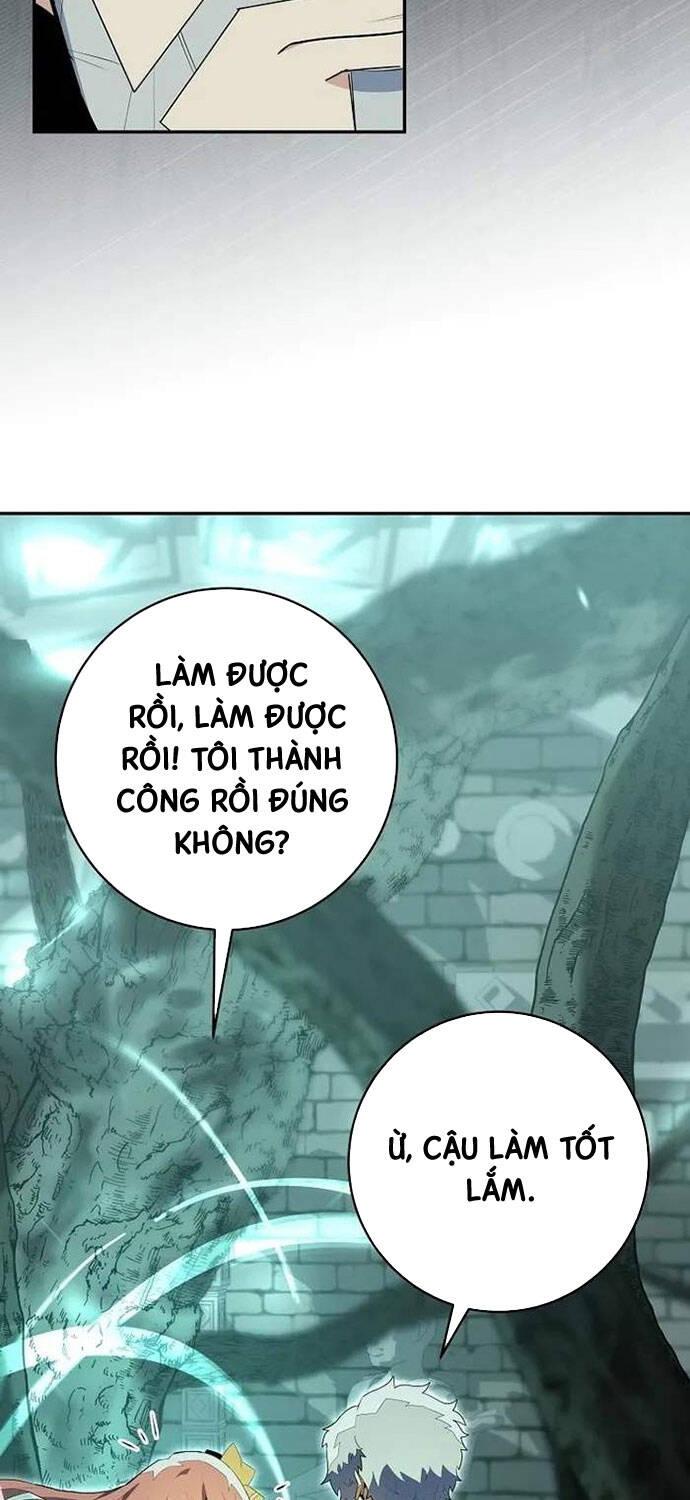 LÀM ĐƯỢC
RỒI, LÀM ĐƯỢC
RỒI! TÔI THÀNH
CÔNG RỒI ĐÚNG
KHÔNG?
Ừ, CẬU LÀM TỐT
LẮM.